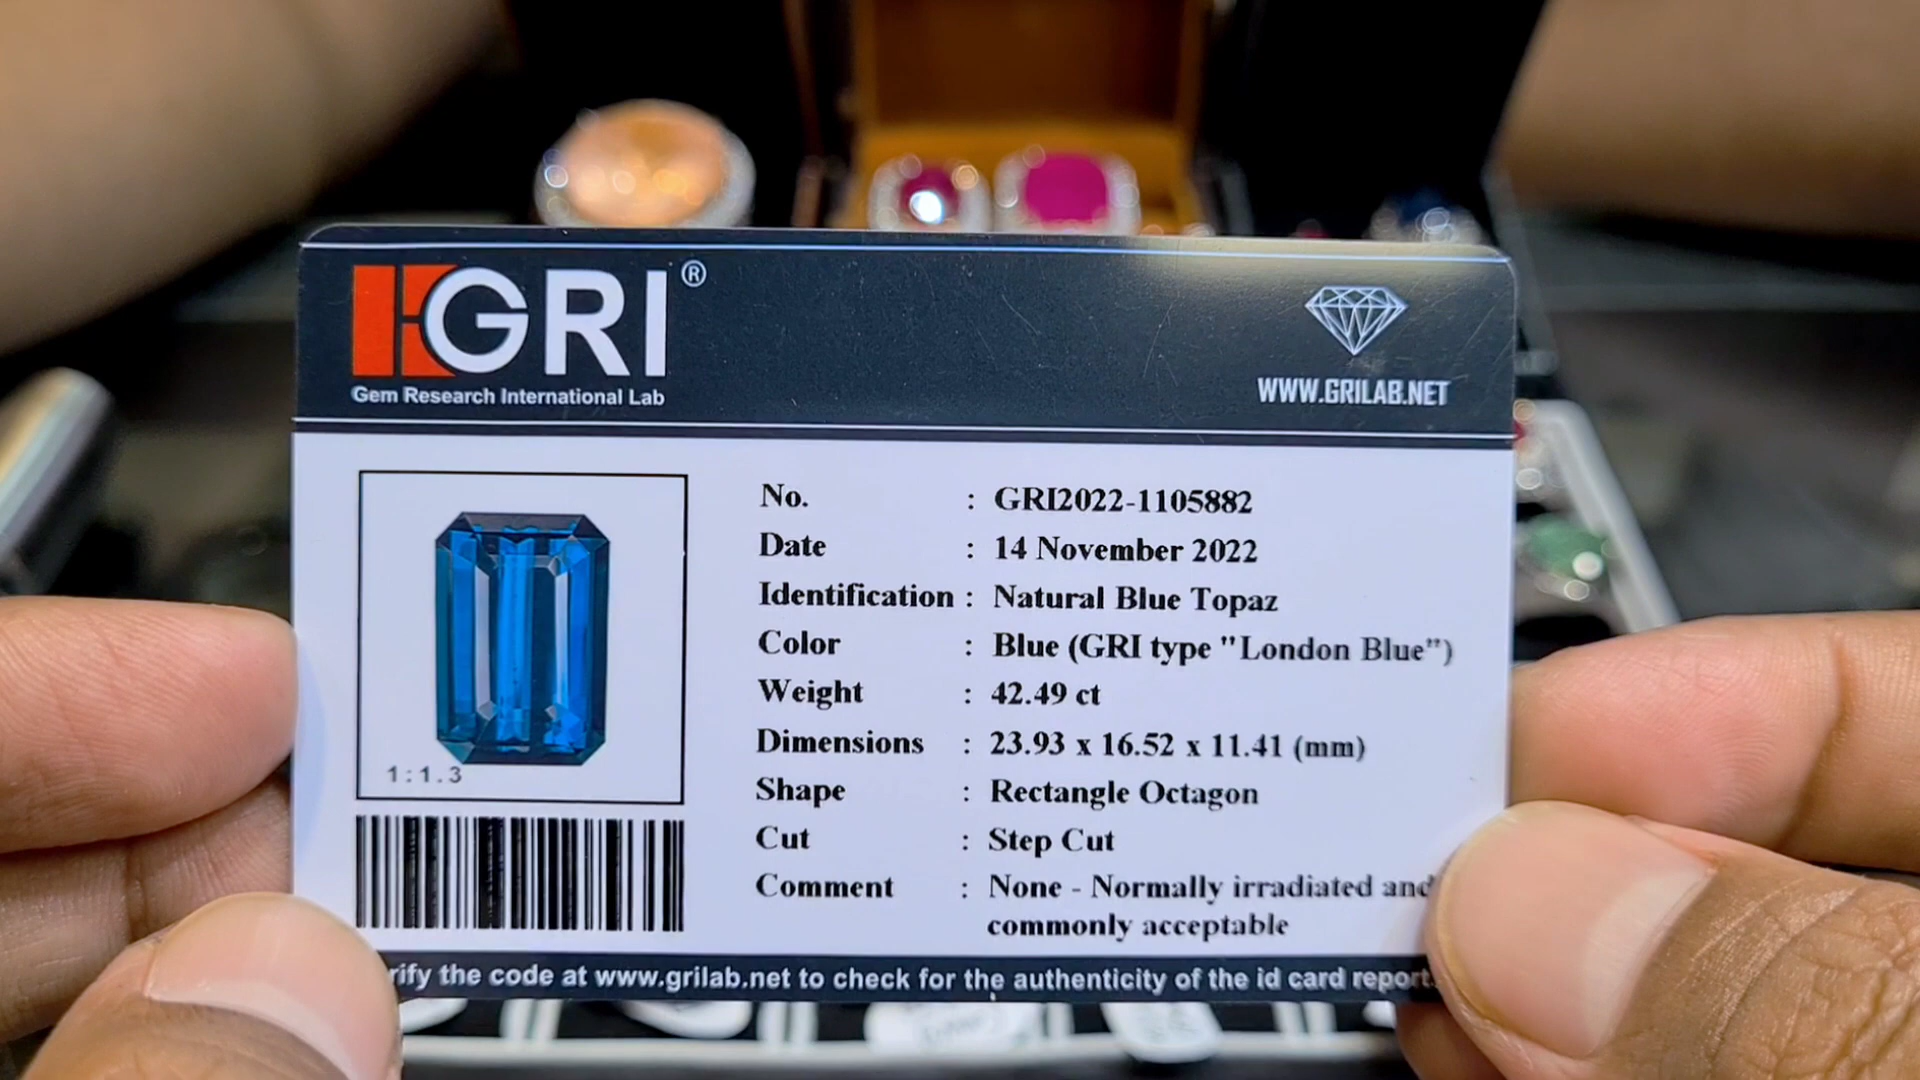 GRI®
Gem Research International Lab
WWW.GRILAB.NET
No. : GRI2022-1105882
Date : 14 November 2022
Identification : Natural Blue Topaz
Color : Blue (GRI type "London Blue")
Weight : 42.49 ct
Dimensions : 23.93 x 16.52 x 11.41 (mm)
Shape : Rectangle Octagon
Cut : Step Cut
Comment : None - Normally irradiated and
commonly acceptable
1:1.3
rify the code at www.grilab.net to check for the authenticity of the id card report.